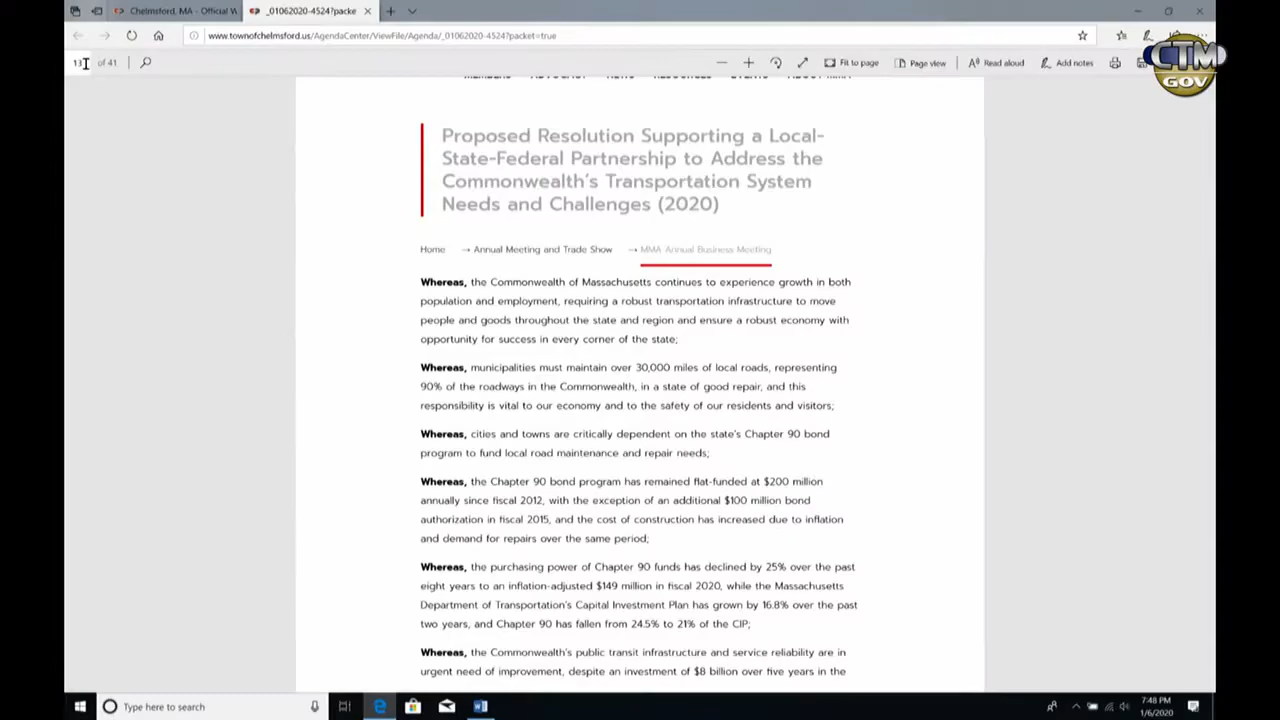 Chelmsford, MA - Official W
_01062020-4524?packe
www.townofchelmsford.us/AgendaCenter/ViewFile/Agenda/_01062020-4524?packet=true
13 of 41
Fit to page
Page view
Read aloud
Add notes
CTM
GOV
Proposed Resolution Supporting a Local-
State-Federal Partnership to Address the
Commonwealth's Transportation System
Needs and Challenges (2020)
Home → Annual Meeting and Trade Show → MMA Annual Business Meeting
Whereas, the Commonwealth of Massachusetts continues to experience growth in both
population and employment, requiring a robust transportation infrastructure to move
people and goods throughout the state and region and ensure a robust economy with
opportunity for success in every corner of the state;
Whereas, municipalities must maintain over 30,000 miles of local roads, representing
90% of the roadways in the Commonwealth, in a state of good repair, and this
responsibility is vital to our economy and to the safety of our residents and visitors;
Whereas, cities and towns are critically dependent on the state's Chapter 90 bond
program to fund local road maintenance and repair needs;
Whereas, the Chapter 90 bond program has remained flat-funded at $200 million
annually since fiscal 2012, with the exception of an additional $100 million bond
authorization in fiscal 2015, and the cost of construction has increased due to inflation
and demand for repairs over the same period;
Whereas, the purchasing power of Chapter 90 funds has declined by 25% over the past
eight years to an inflation-adjusted $149 million in fiscal 2020, while the Massachusetts
Department of Transportation's Capital Investment Plan has grown by 16.8% over the past
two years, and Chapter 90 has fallen from 24.5% to 21% of the CIP;
Whereas, the Commonwealth's public transit infrastructure and service reliability are in
urgent need of improvement, despite an investment of $8 billion over five years in the
Type here to search
7:48 PM
1/6/2020